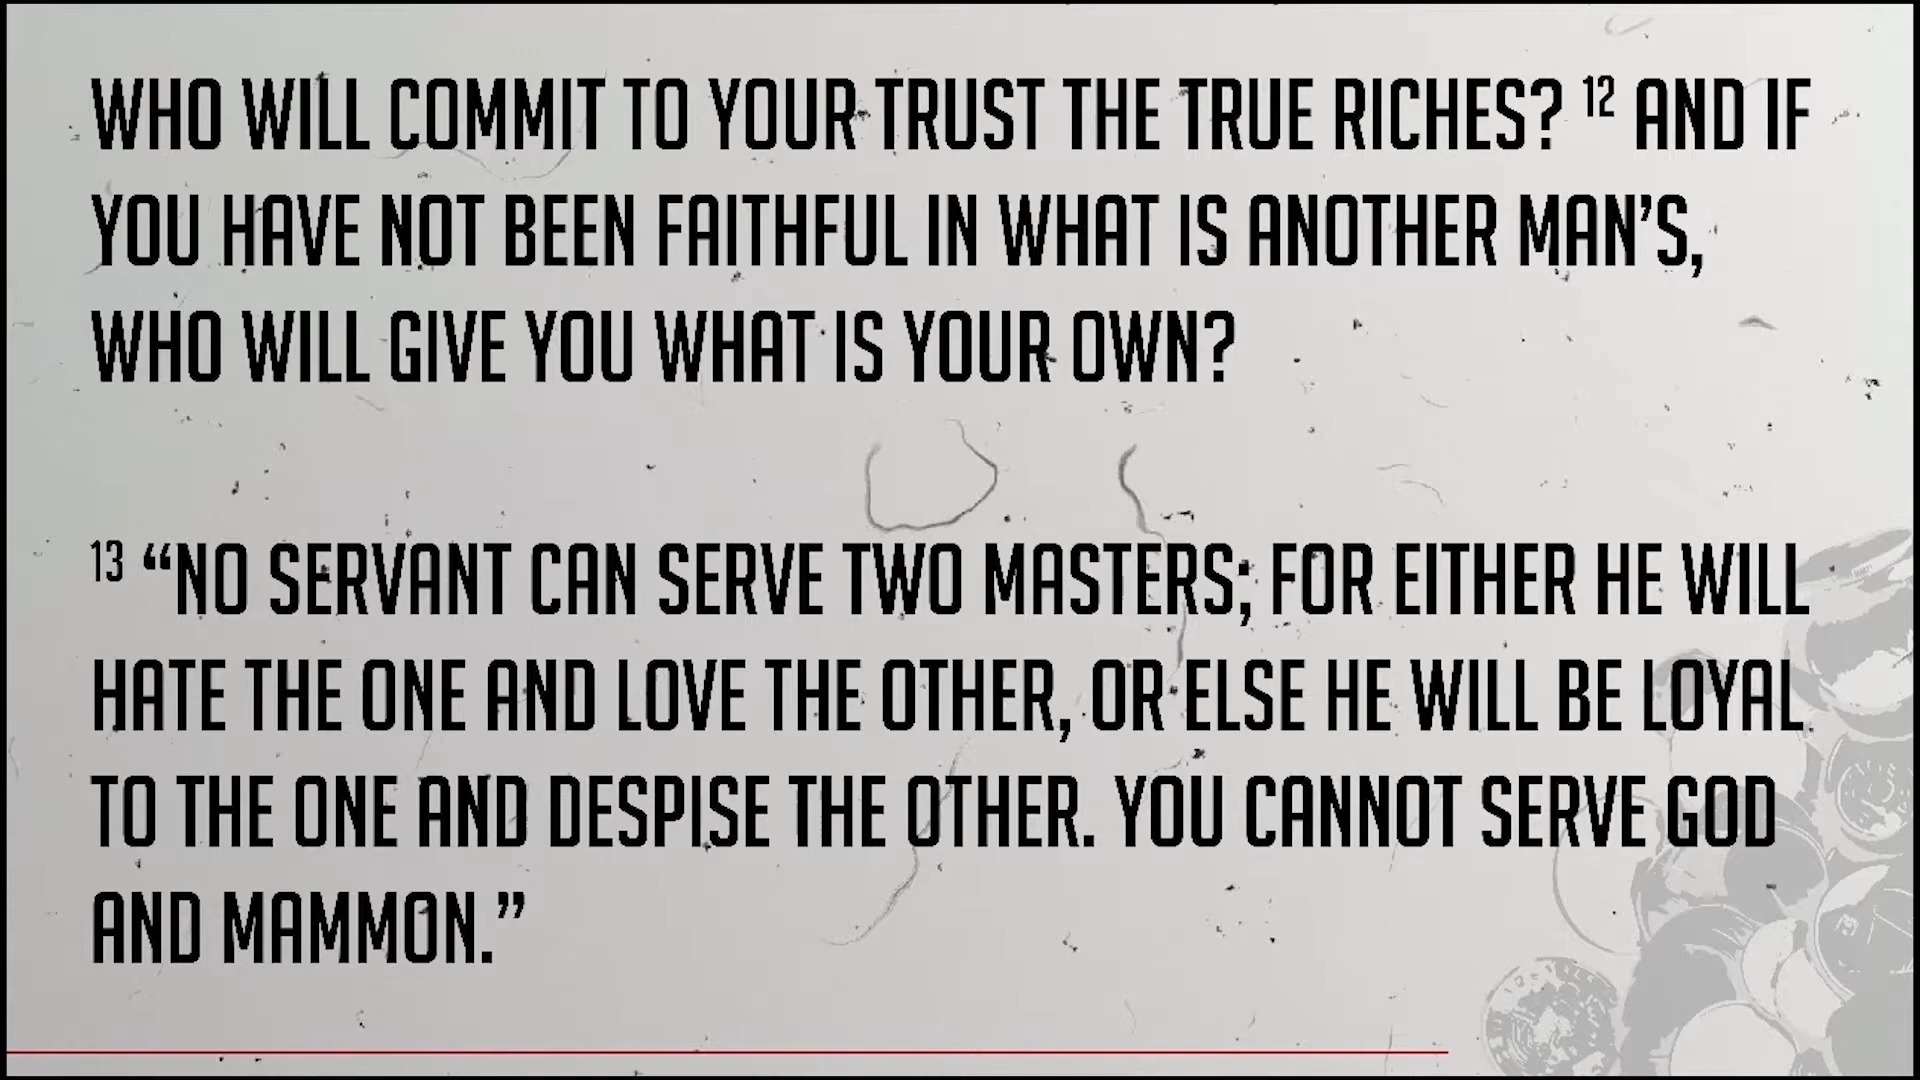 WHO WILL COMMIT TO YOUR TRUST THE TRUE RICHES? 12 AND IF
YOU HAVE NOT BEEN FAITHFUL IN WHAT IS ANOTHER MAN’S,
WHO WILL GIVE YOU WHAT IS YOUR OWN?
13 “NO SERVANT CAN SERVE TWO MASTERS; FOR EITHER HE WILL
HATE THE ONE AND LOVE THE OTHER, OR ELSE HE WILL BE LOYAL
TO THE ONE AND DESPISE THE OTHER. YOU CANNOT SERVE GOD
AND MAMMON.”